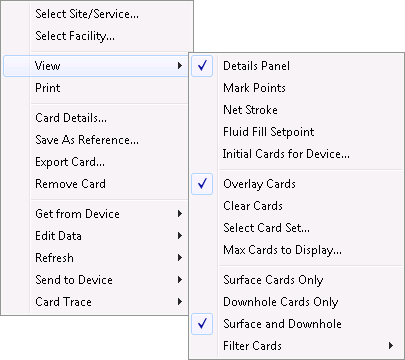 Select Site/Service...
Select Facility...
View
Print
Card Details...
Save As Reference...
Export Card...
Remove Card
Get from Device
Edit Data
Refresh
Send to Device
Card Trace
Details Panel
Mark Points
Net Stroke
Fluid Fill Setpoint
Initial Cards for Device...
Overlay Cards
Clear Cards
Select Card Set...
Max Cards to Display...
Surface Cards Only
Downhole Cards Only
Surface and Downhole
Filter Cards